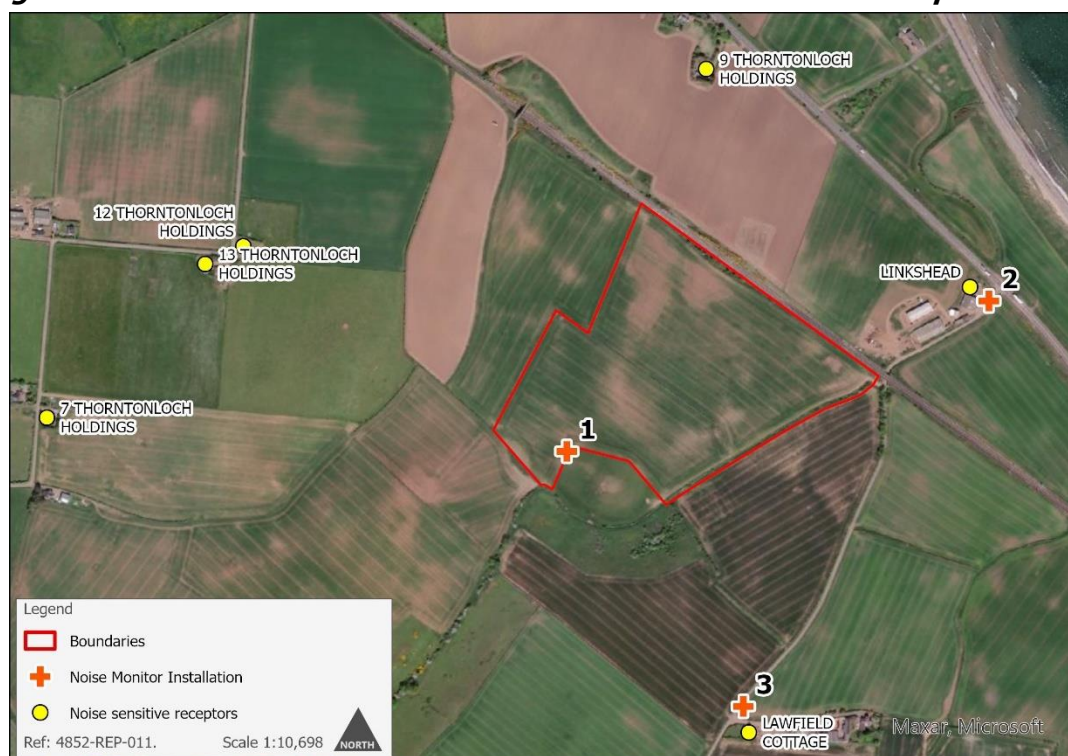 9 THORNTONLOCH
HOLDINGS
12 THORNTONLOCH
HOLDINGS
13 THORNTONLOCH
HOLDINGS
LINKSHEAD
2
7 THORNTONLOCH
HOLDINGS
1
3
LAWFIELD
COTTAGE
Maxar, Microsoft
Legend
Boundaries
Noise Monitor Installation
Noise sensitive receptors
Ref: 4852-REP-011. Scale 1:10,698 NORTH